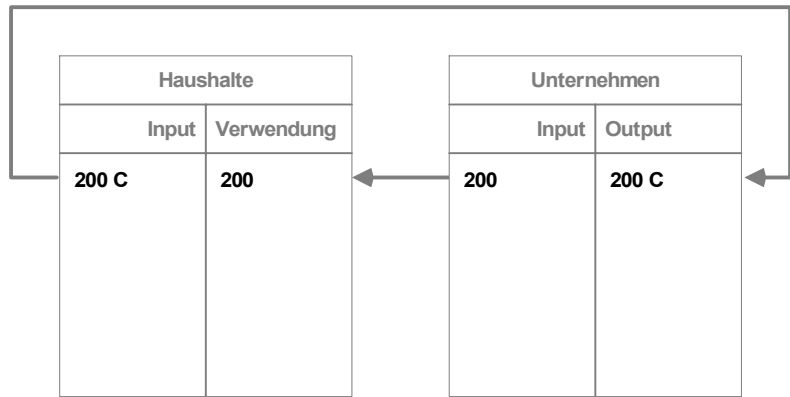 Haushalte
Input Verwendung
200 C 200
Unternehmen
Input Output
200 200 C